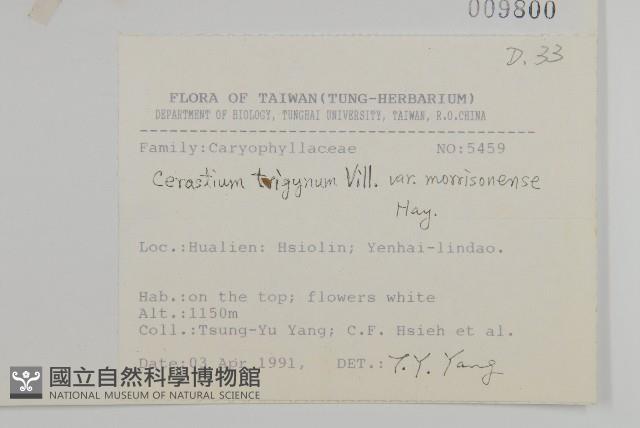 009800
D. 33
FLORA OF TAIWAN(TUNG-HERBARIUM)
DEPARTMENT OF BIOLOGY, TUNGHAI UNIVERSITY, TAIWAN, R.O.CHINA
Family:Caryophyllaceae NO:5459
Cerastium trigynum Vill. var. morrisonense
Hay.
Loc.:Hualien: Hsiolin; Yenhai-lindao.
Hab.:on the top; flowers white
Alt.:1150m
Coll.:Tsung-Yu Yang; C.F. Hsieh et al.
Date:03 Apr 1991, DET.: T.Y. Yang
國立自然科學博物館
NATIONAL MUSEUM OF NATURAL SCIENCE